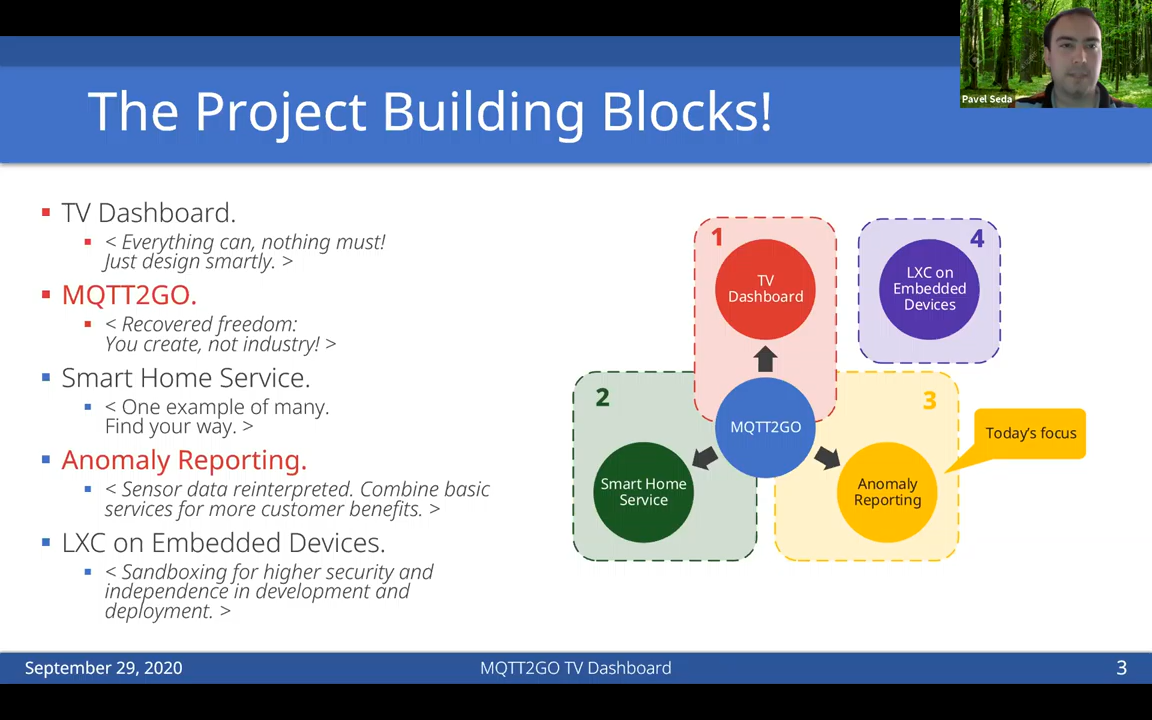 The Project Building Blocks!
Pavel Seda
TV Dashboard.
< Everything can, nothing must!
Just design smartly. >
MQTT2GO.
< Recovered freedom:
You create, not industry! >
Smart Home Service.
< One example of many.
Find your way. >
Anomaly Reporting.
< Sensor data reinterpreted. Combine basic
services for more customer benefits. >
LXC on Embedded Devices.
< Sandboxing for higher security and
independence in development and
deployment. >
1
TV
Dashboard
4
LXC on
Embedded
Devices
2
Smart Home
Service
MQTT2GO
3
Anomaly
Reporting
Today's focus
September 29, 2020
MQTT2GO TV Dashboard
3